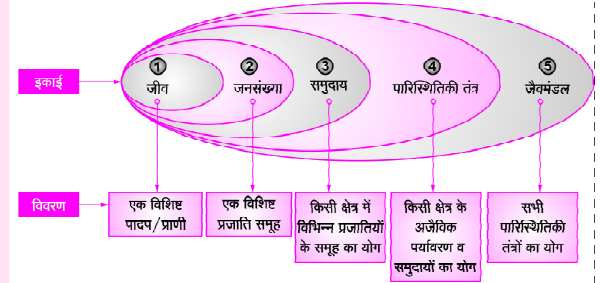 1 2 3 4 5
इकाई जीव जनसंख्या समुदाय पारिस्थितिकी तंत्र जैवमंडल
विवरण
एक विशिष्ट
पादप/प्राणी
एक विशिष्ट
प्रजाति समूह
किसी क्षेत्र में
विभिन्न प्रजातियों
के समूह का योग
किसी क्षेत्र के
अजैविक
पर्यावरण व
समुदायों का योग
सभी
पारिस्थितिकी
तंत्रों का योग